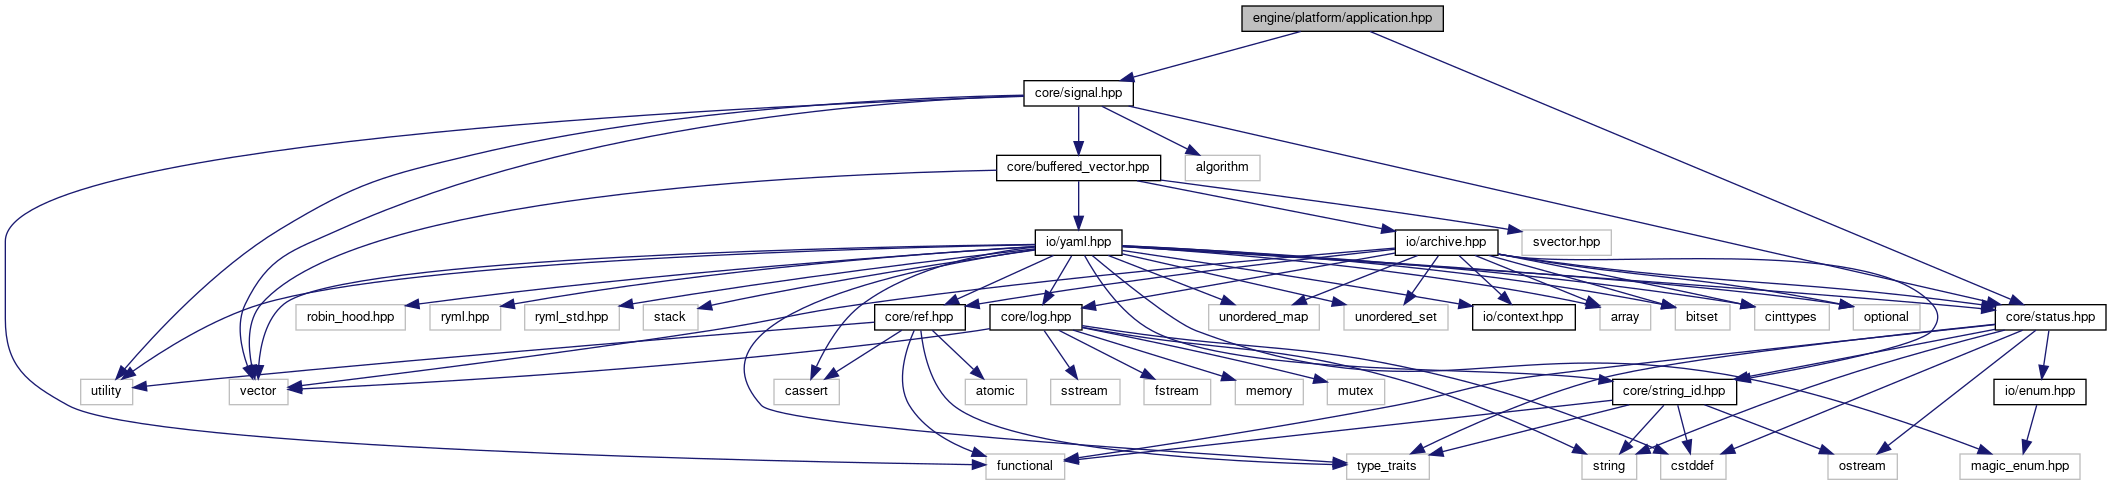 engine/platform/application.hpp
core/signal.hpp
core/buffered_vector.hpp
algorithm
io/yaml.hpp
io/archive.hpp
svector.hpp
robin_hood.hpp
ryml.hpp
ryml_std.hpp
stack
core/ref.hpp
core/log.hpp
unordered_map
unordered_set
io/context.hpp
array
bitset
cinttypes
optional
core/status.hpp
utility
vector
cassert
atomic
sstream
fstream
memory
mutex
core/string_id.hpp
io/enum.hpp
functional
type_traits
string
cstddef
ostream
magic_enum.hpp